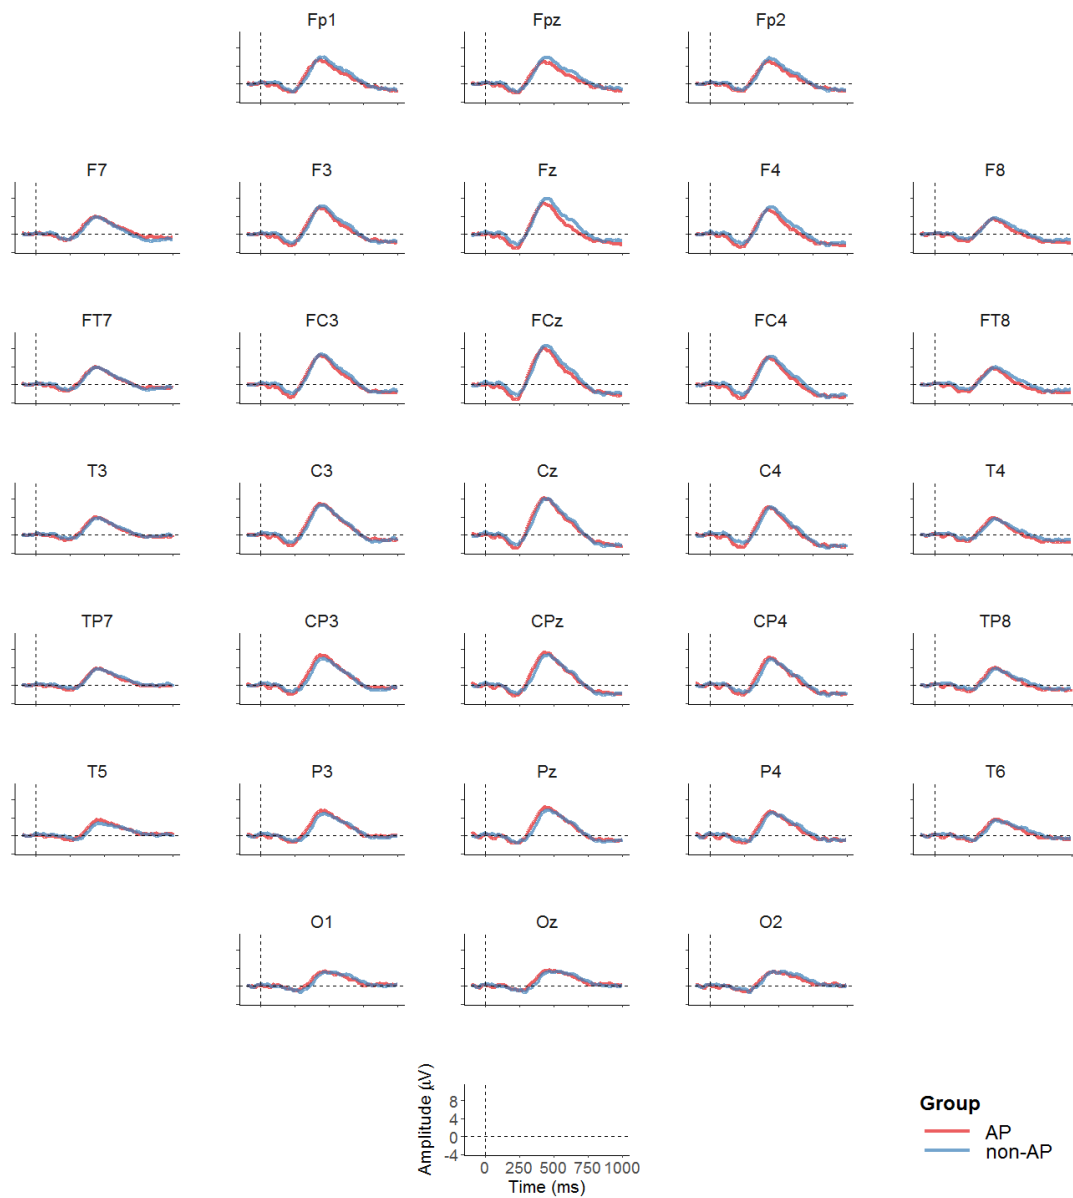 Fp1 Fpz Fp2
F7 F3 Fz F4 F8
FT7 FC3 FCz FC4 FT8
T3 C3 Cz C4 T4
TP7 CP3 CPz CP4 TP8
T5 P3 Pz P4 T6
O1 Oz O2
Amplitude (µV)
8
4
0
-4
0 250 500 750 1000
Time (ms)
Group
AP
non-AP